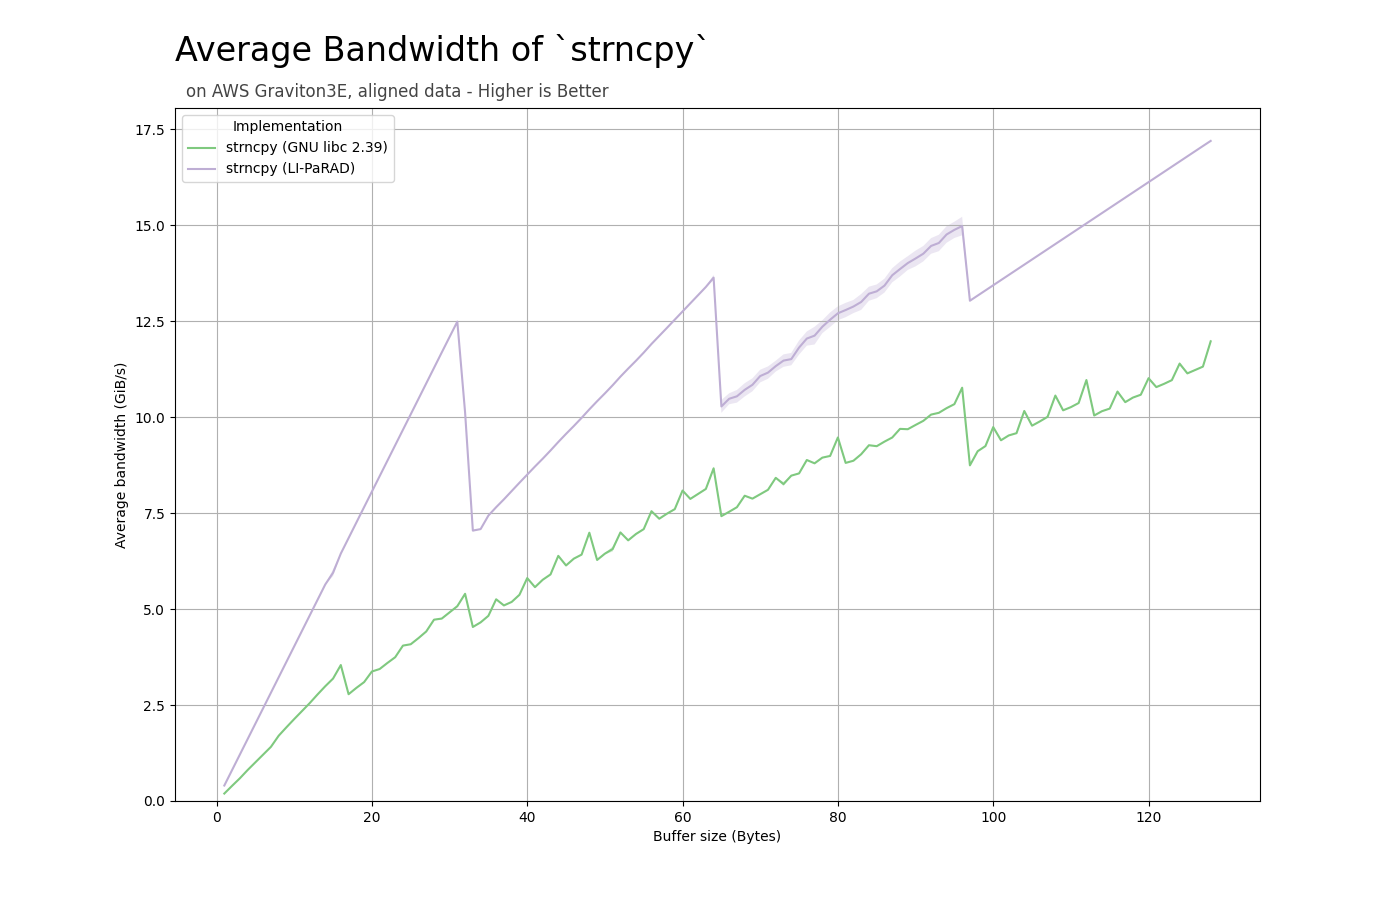 Average Bandwidth of `strncpy`
on AWS Graviton3E, aligned data - Higher is Better
Implementation
strncpy (GNU libc 2.39)
strncpy (LI-PaRAD)
17.5
15.0
12.5
10.0
7.5
5.0
2.5
0.0
Average bandwidth (GiB/s)
0 20 40 60 80 100 120
Buffer size (Bytes)